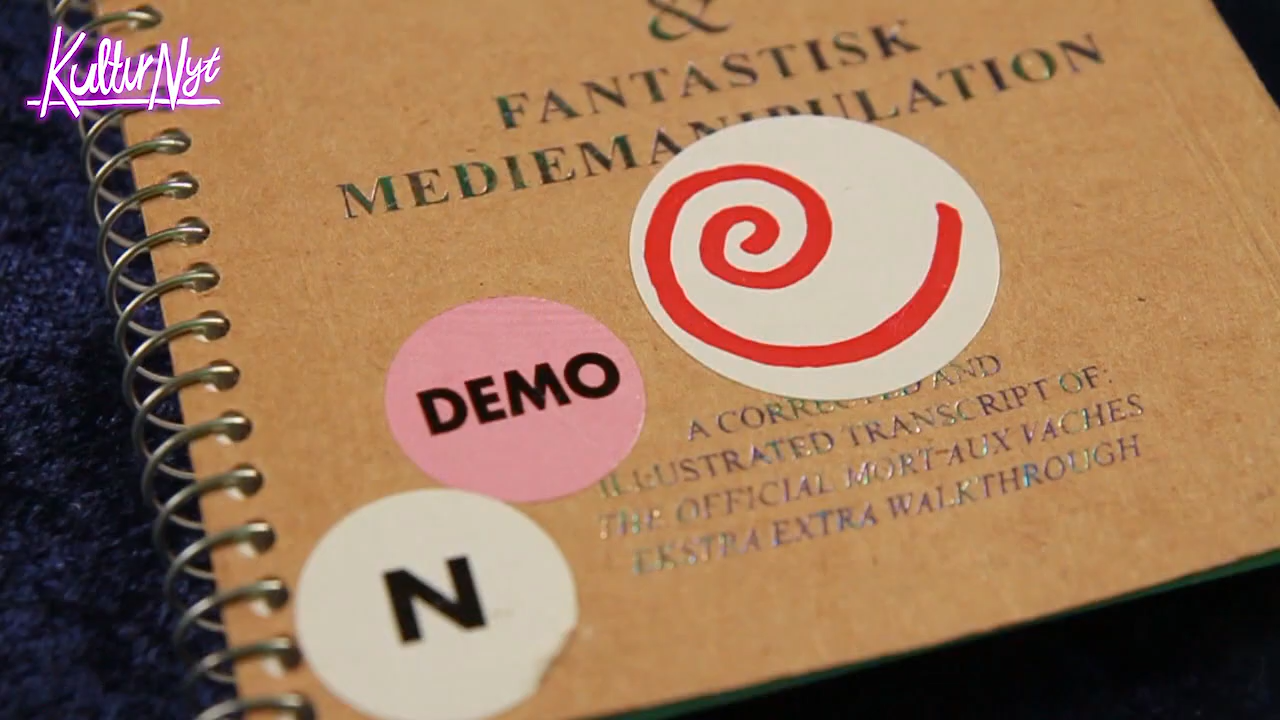 KulturNyt
&
FANTASTISK
MEDIEMANIPULATION
DEMO
A CORRECTED AND
ILLUSTRATED TRANSCRIPT OF:
THE OFFICIAL MORT-AUX VACHES
EKSTRA EXTRA WALKTHROUGH
N